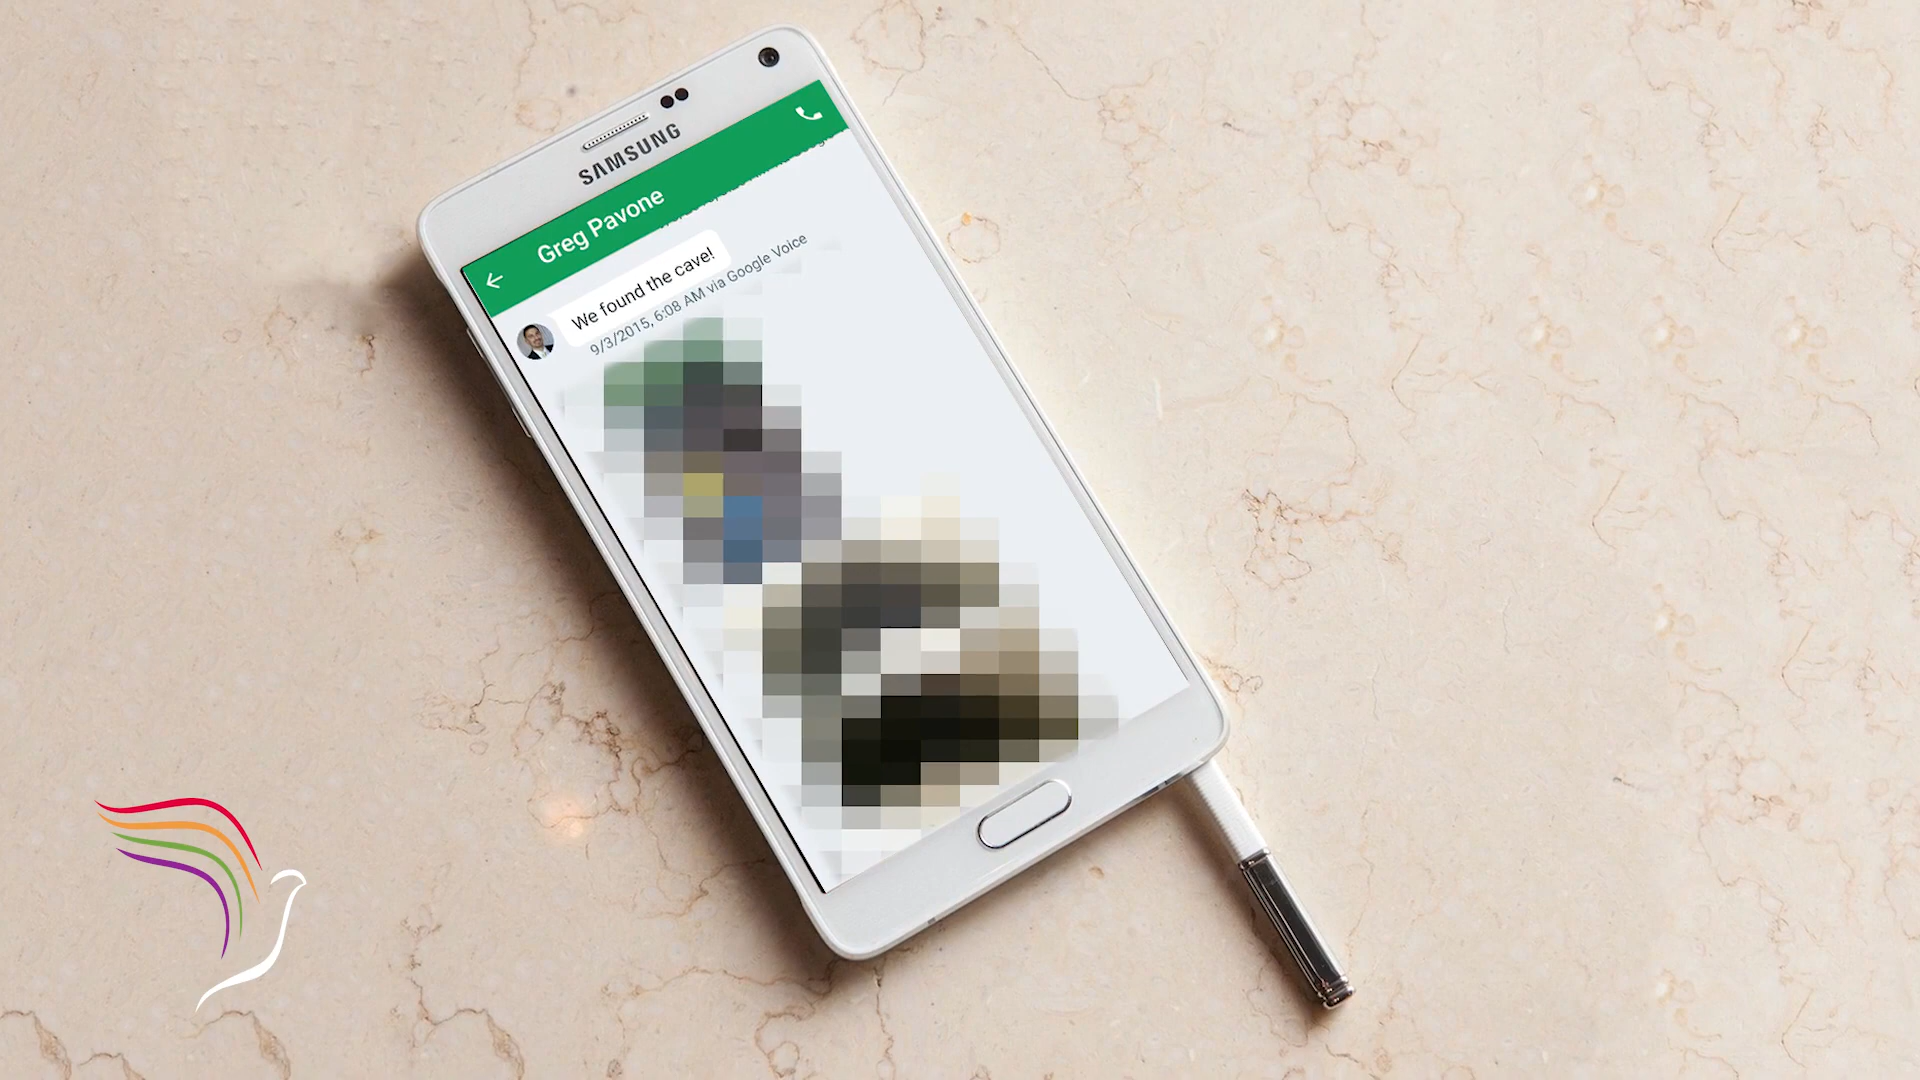 SAMSUNG
Greg Pavone
We found the cave!
9/3/2015, 6:08 AM via Google Voice